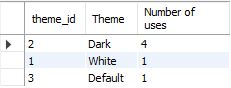 theme_id Theme Number of uses
2 Dark 4
1 White 1
3 Default 1